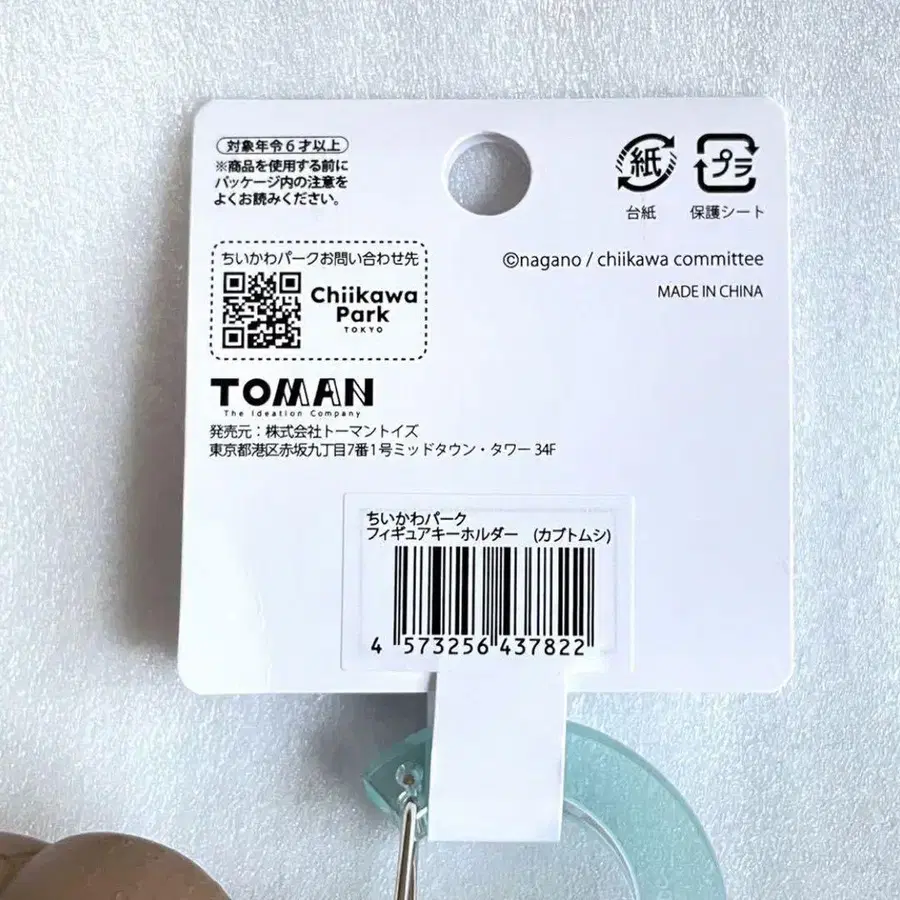 対象年令6才以上
※商品を使用する前に
パッケージ内の注意を
よくお読みください。
紙
台紙
プラ
保護シート
ちいかわパークお問い合わせ先
Chiikawa
Park
TOKYO
©nagano / chiikawa committee
MADE IN CHINA
TOMAN
The Ideation Company
発売元：株式会社トーマントイズ
東京都港区赤坂九丁目7番1号ミッドタウン・タワー 34F
ちいかわパーク
フィギュアキーホルダー （カブトムシ)
4 573256 437822